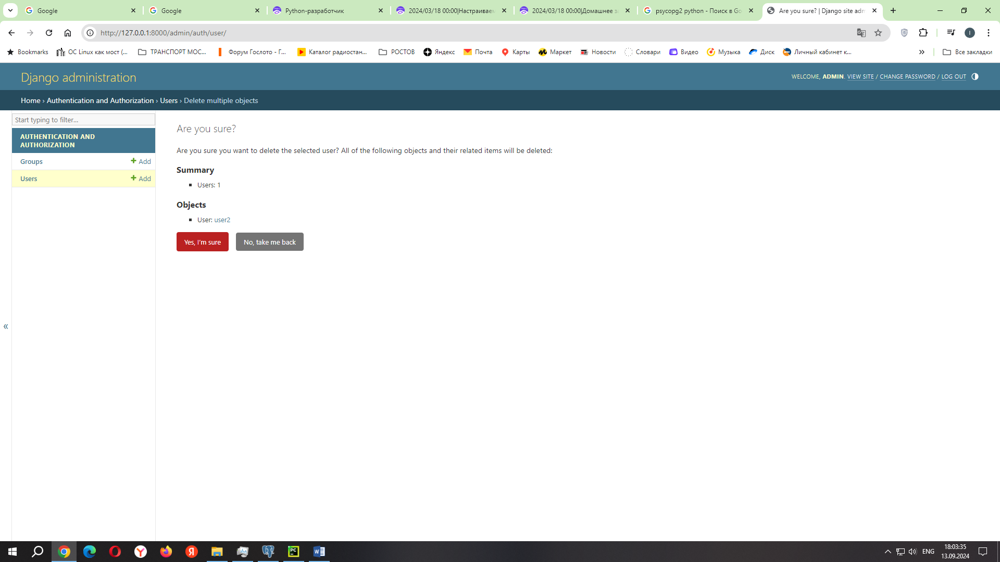 Google
Google
Python-разработчик
2024/03/18 00:00|Настраиваем
2024/03/18 00:00|Домашнее за
psycopg2 python - Поиск в Go
Are you sure? | Django site adm
http://127.0.0.1:8000/admin/auth/user/
I
Bookmarks
ОС Linux как мост (...
ТРАНСПОРТ МОС...
Форум Гослото - Г...
Каталог радиостан...
РОСТОВ
Яндекс
Почта
Карты
Маркет
Новости
Словари
Видео
Музыка
Диск
Личный кабинет к...
»
Все закладки
Django administration
WELCOME, ADMIN. VIEW SITE / CHANGE PASSWORD / LOG OUT
Home › Authentication and Authorization › Users › Delete multiple objects
Start typing to filter...
AUTHENTICATION AND
AUTHORIZATION
Groups
+ Add
Users
+ Add
«
Are you sure?
Are you sure you want to delete the selected user? All of the following objects and their related items will be deleted:
Summary
Users: 1
Objects
User: user2
Yes, I’m sure
No, take me back
ENG
18:03:35
13.09.2024